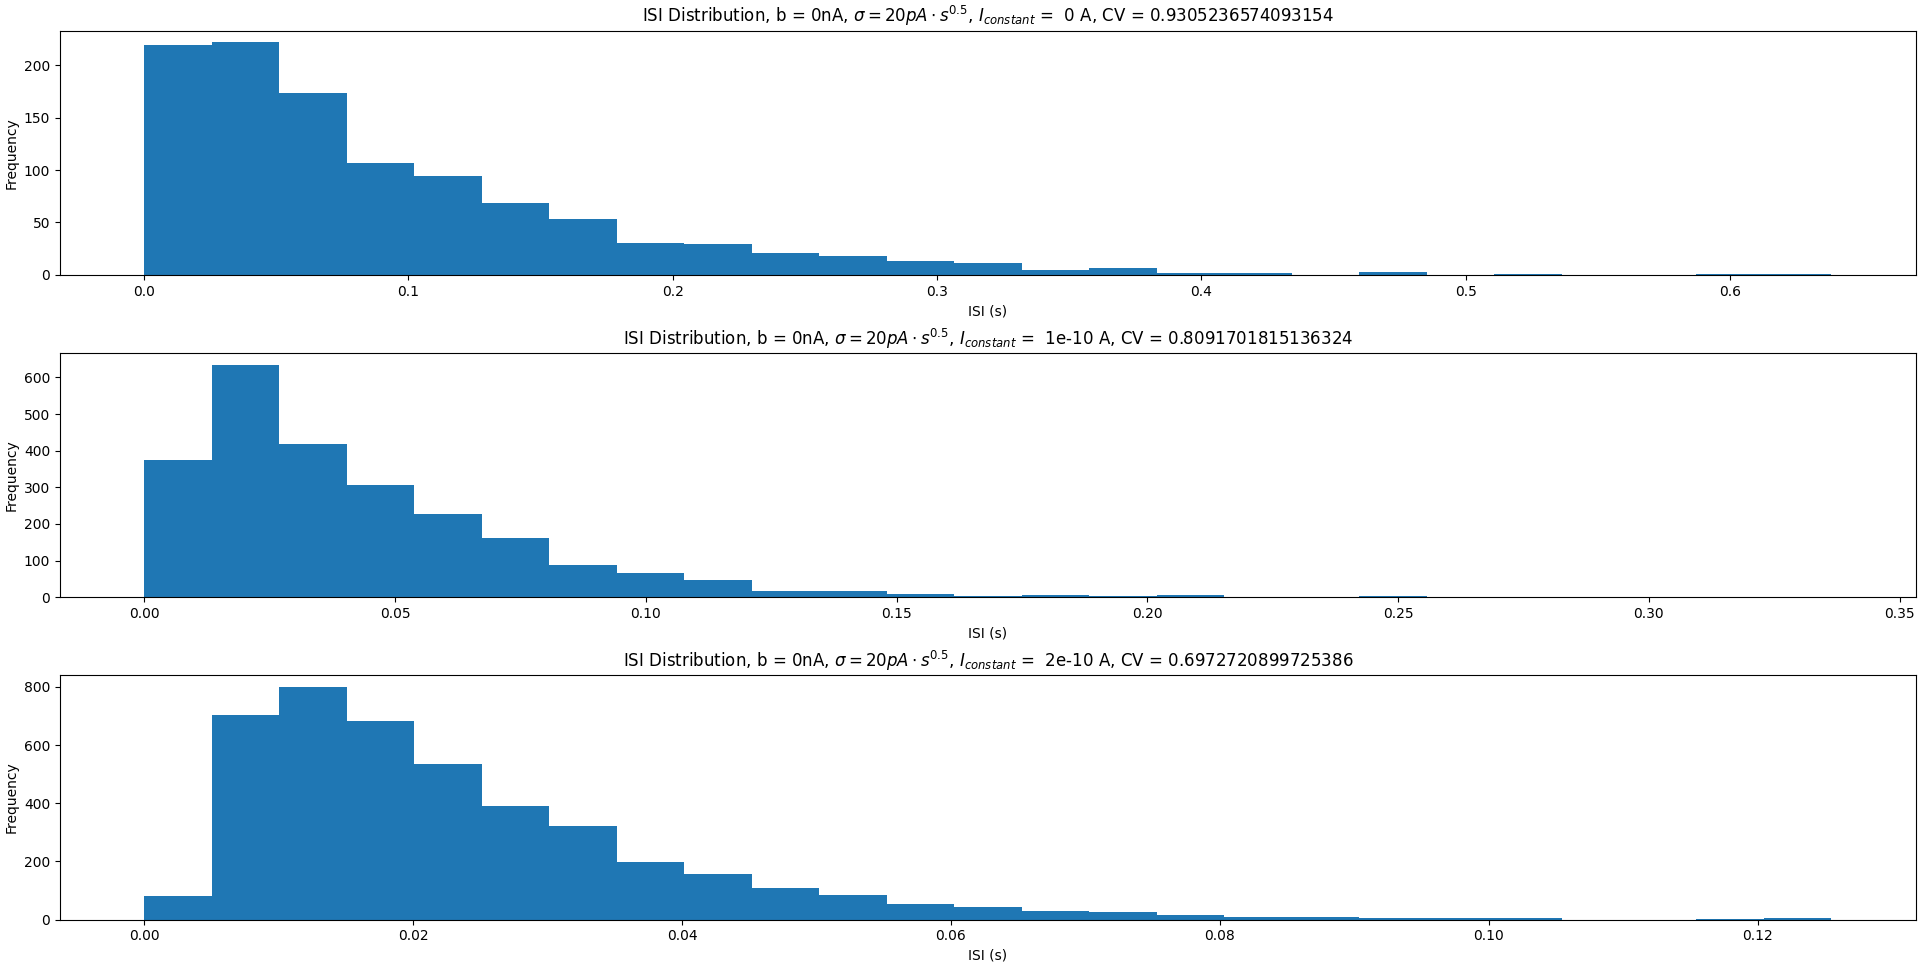 ISI Distribution, b = 0nA, σ = 20pA · s^0.5, I_constant = 0 A, CV = 0.9305236574093154
Frequency
200
150
100
50
0
0.0 0.1 0.2 0.3 0.4 0.5 0.6
ISI (s)
ISI Distribution, b = 0nA, σ = 20pA · s^0.5, I_constant = 1e-10 A, CV = 0.8091701815136324
Frequency
600
500
400
300
200
100
0
0.00 0.05 0.10 0.15 0.20 0.25 0.30 0.35
ISI (s)
ISI Distribution, b = 0nA, σ = 20pA · s^0.5, I_constant = 2e-10 A, CV = 0.6972720899725386
Frequency
800
600
400
200
0
0.00 0.02 0.04 0.06 0.08 0.10 0.12
ISI (s)